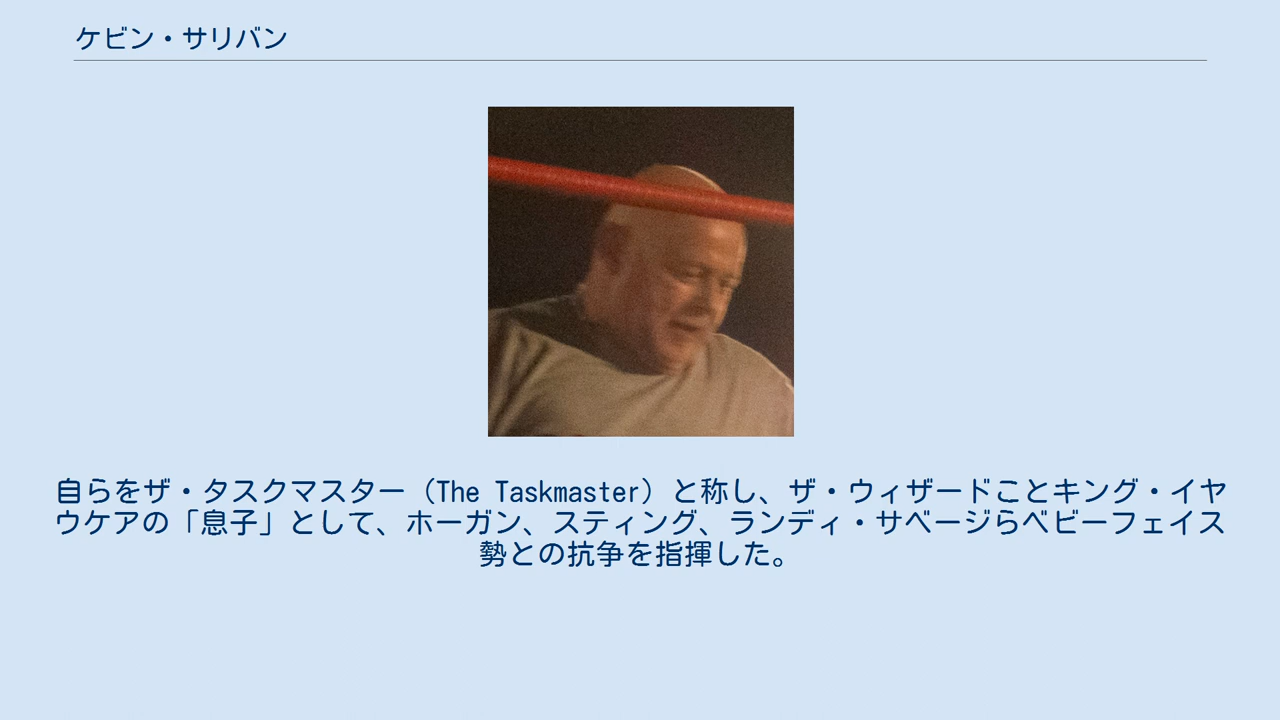 ケビン・サリバン
自らをザ・タスクマスター（The Taskmaster）と称し、ザ・ウィザードことキング・イヤ
ウケアの「息子」として、ホーガン、スティング、ランディ・サベージらベビーフェイス
勢との抗争を指揮した。